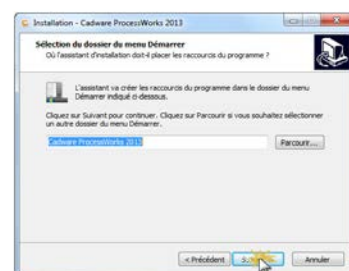 Installation - Cadware ProcessWorks 2013
Sélection du dossier du menu Démarrer
Où l'assistant d'installation doit-il placer les raccourcis du programme ?
L'assistant va créer les raccourcis du programme dans le dossier du menu
Démarrer indiqué ci-dessous.
Cliquez sur Suivant pour continuer. Cliquez sur Parcourir si vous souhaitez sélectionner
un autre dossier du menu Démarrer.
Cadware ProcessWorks 2013
Parcourir...
< Précédent
Annuler